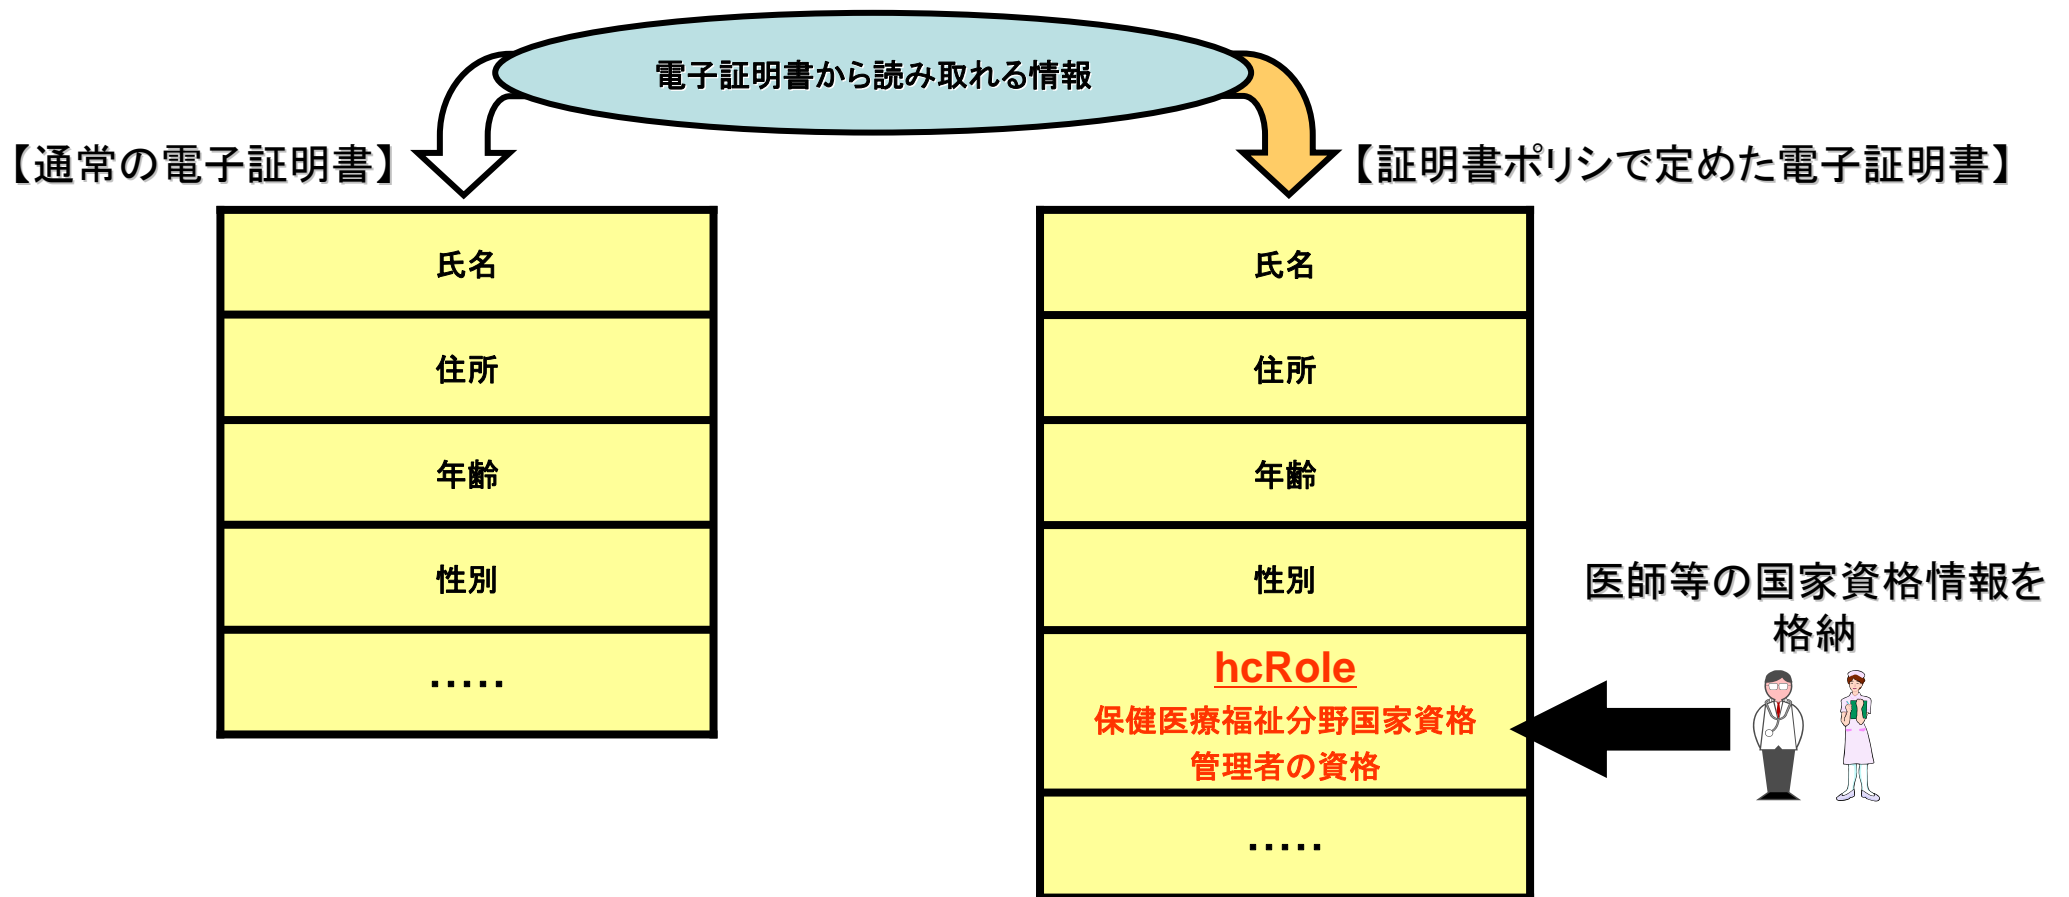 電子証明書から読み取れる情報
【通常の電子証明書】
氏名
住所
年齢
性別
・・・・・
【証明書ポリシで定めた電子証明書】
氏名
住所
年齢
性別
hcRole
保健医療福祉分野国家資格
管理者の資格
・・・・・
医師等の国家資格情報を
格納